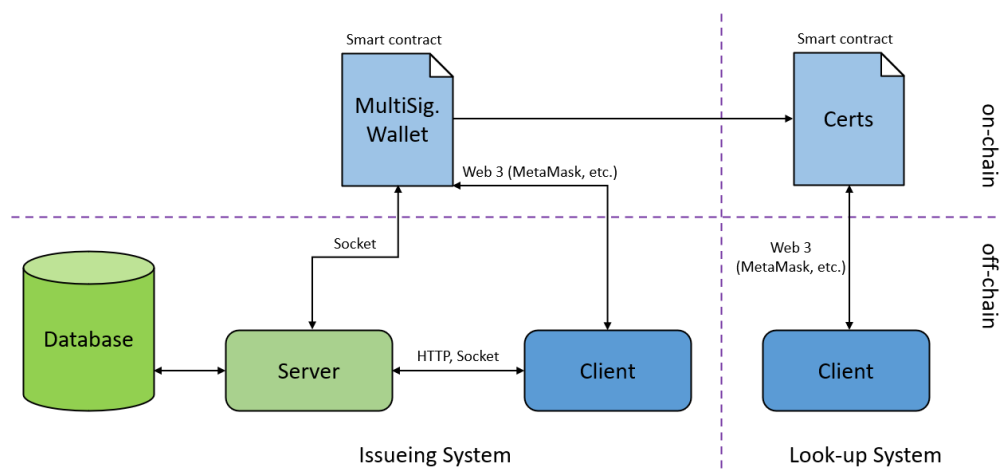 Smart contract
MultiSig.
Wallet
Smart contract
Certs
on-chain
Web 3 (MetaMask, etc.)
Socket
Web 3
(MetaMask, etc.)
off-chain
Database
Server
HTTP, Socket
Client
Client
Issueing System
Look-up System